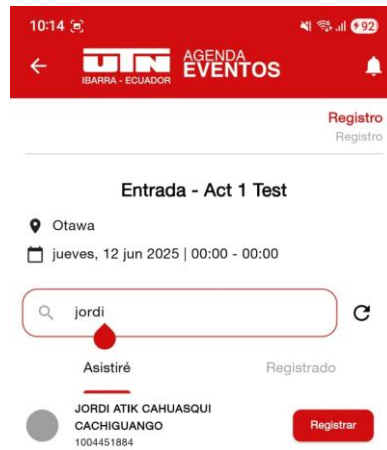 10:14 92
UTN AGENDA
IBARRA - ECUADOR EVENTOS
Registro
Registro
Entrada - Act 1 Test
Otawa
jueves, 12 jun 2025 | 00:00 - 00:00
jordi
Asistiré Registrado
JORDI ATIK CAHUASQUI
CACHIGUANGO
1004451884
Registrar